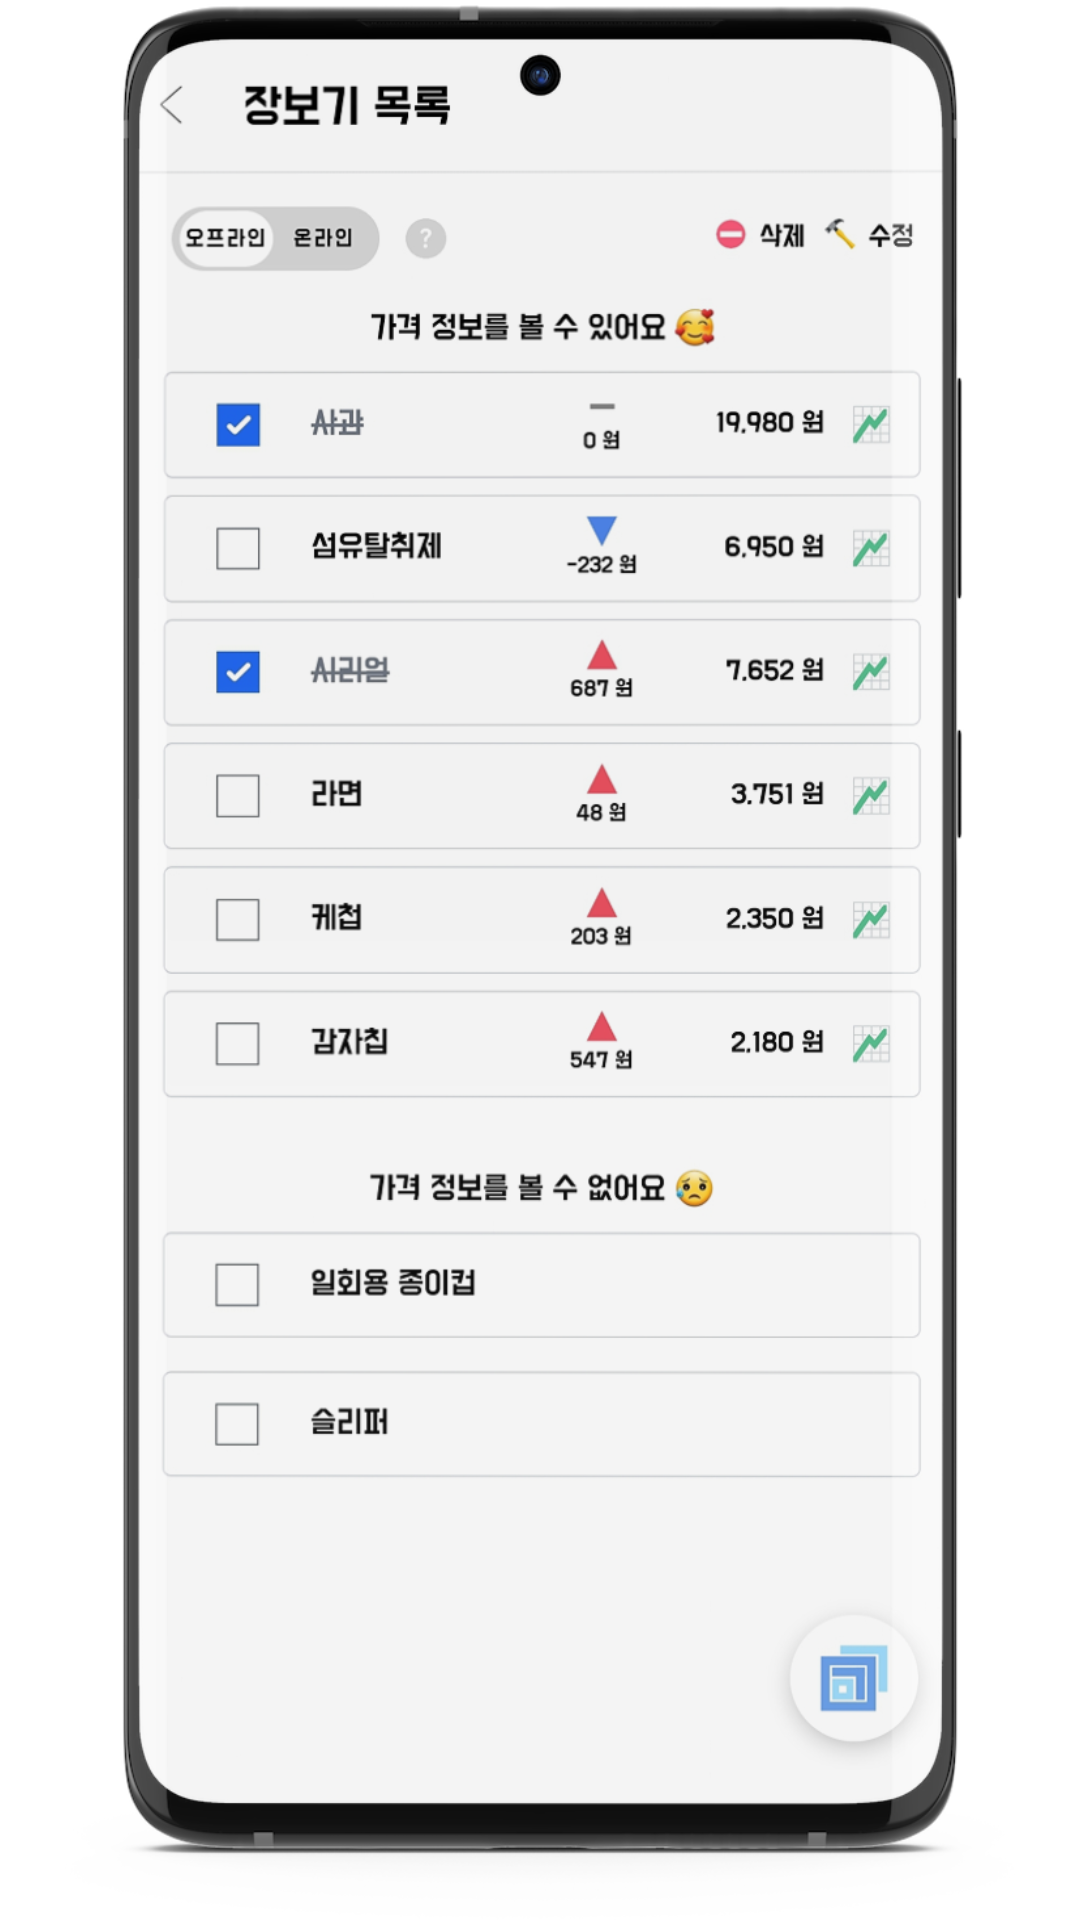 장보기 목록
오프라인 온라인 ? 삭제 수정
가격 정보를 볼 수 있어요
사과 0 원 19,980 원
섬유탈취제 -232 원 6,950 원
시리얼 687 원 7,652 원
라면 48 원 3,751 원
케첩 203 원 2,350 원
감자칩 547 원 2,180 원
가격 정보를 볼 수 없어요
일회용 종이컵
슬리퍼